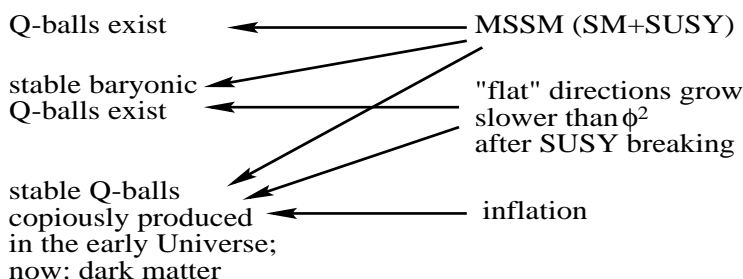 Q-balls exist
MSSM (SM+SUSY)
stable baryonic
Q-balls exist
"flat" directions grow
slower than ϕ²
after SUSY breaking
stable Q-balls
copiously produced
in the early Universe;
now: dark matter
inflation